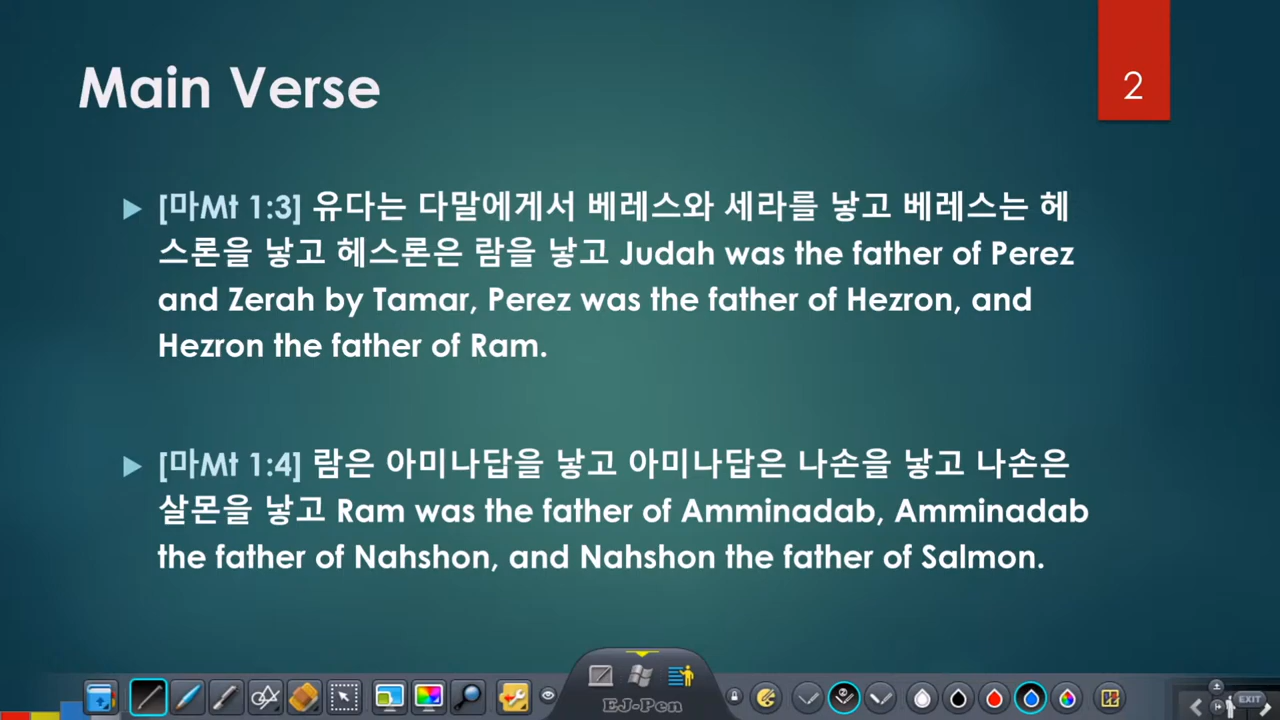 Main Verse
2
[마Mt 1:3] 유다는 다말에게서 베레스와 세라를 낳고 베레스는 헤
스론을 낳고 헤스론은 람을 낳고 Judah was the father of Perez
and Zerah by Tamar, Perez was the father of Hezron, and
Hezron the father of Ram.
[마Mt 1:4] 람은 아미나답을 낳고 아미나답은 나손을 낳고 나손은
살몬을 낳고 Ram was the father of Amminadab, Amminadab
the father of Nahshon, and Nahshon the father of Salmon.
EJ-Pen
EXIT